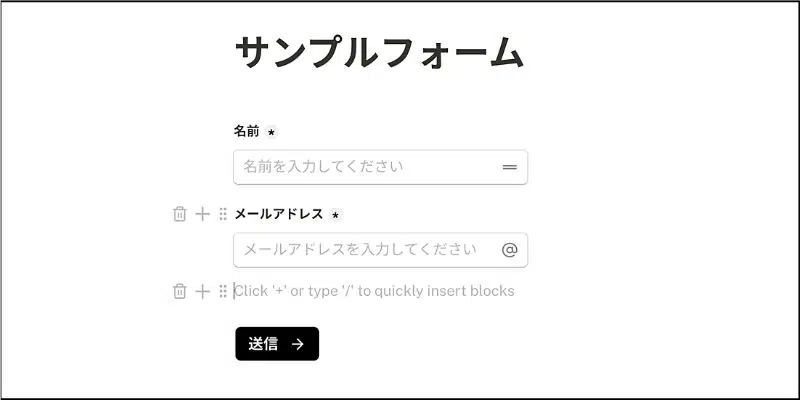 サンプルフォーム
名前 *
名前を入力してください
メールアドレス *
メールアドレスを入力してください @
Click '+' or type '/' to quickly insert blocks
送信 →